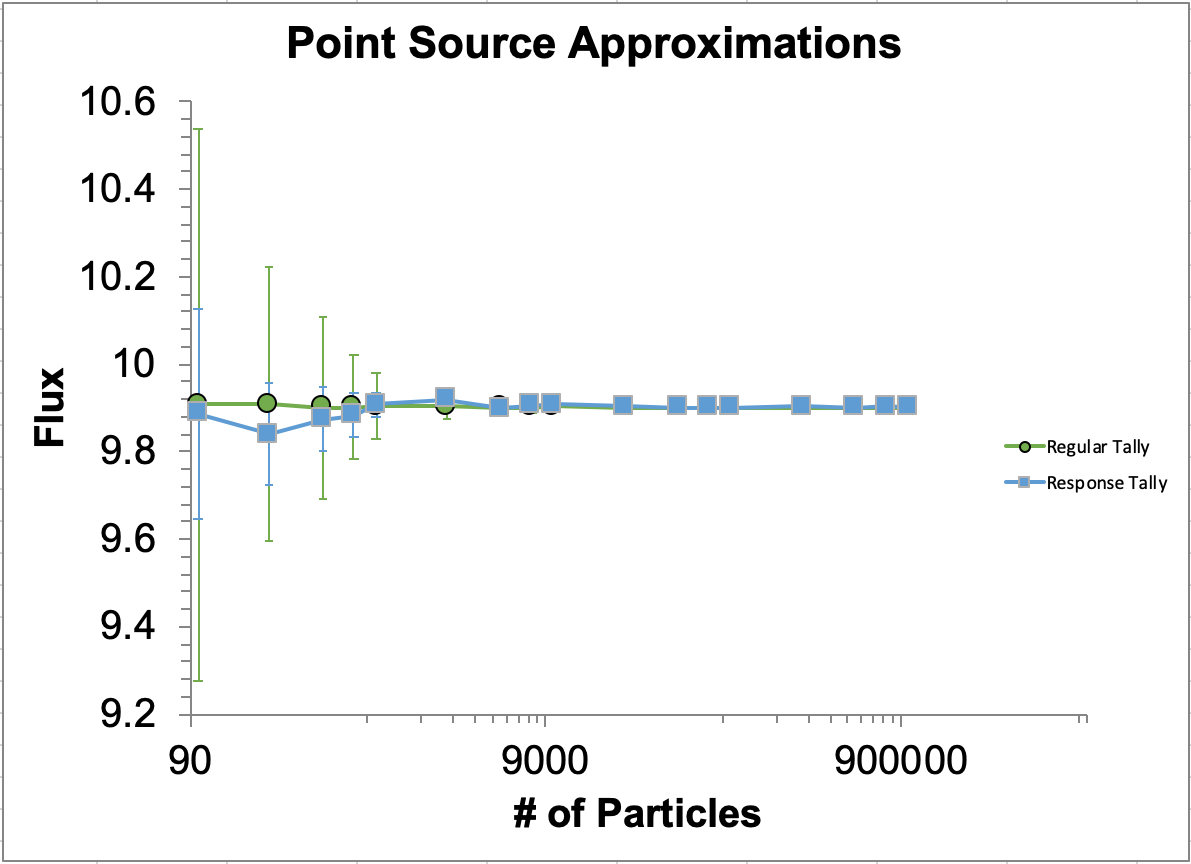 Point Source Approximations
10.6
10.4
10.2
10
9.8
9.6
9.4
9.2
Flux
90
9000
900000
# of Particles
Regular Tally
Response Tally